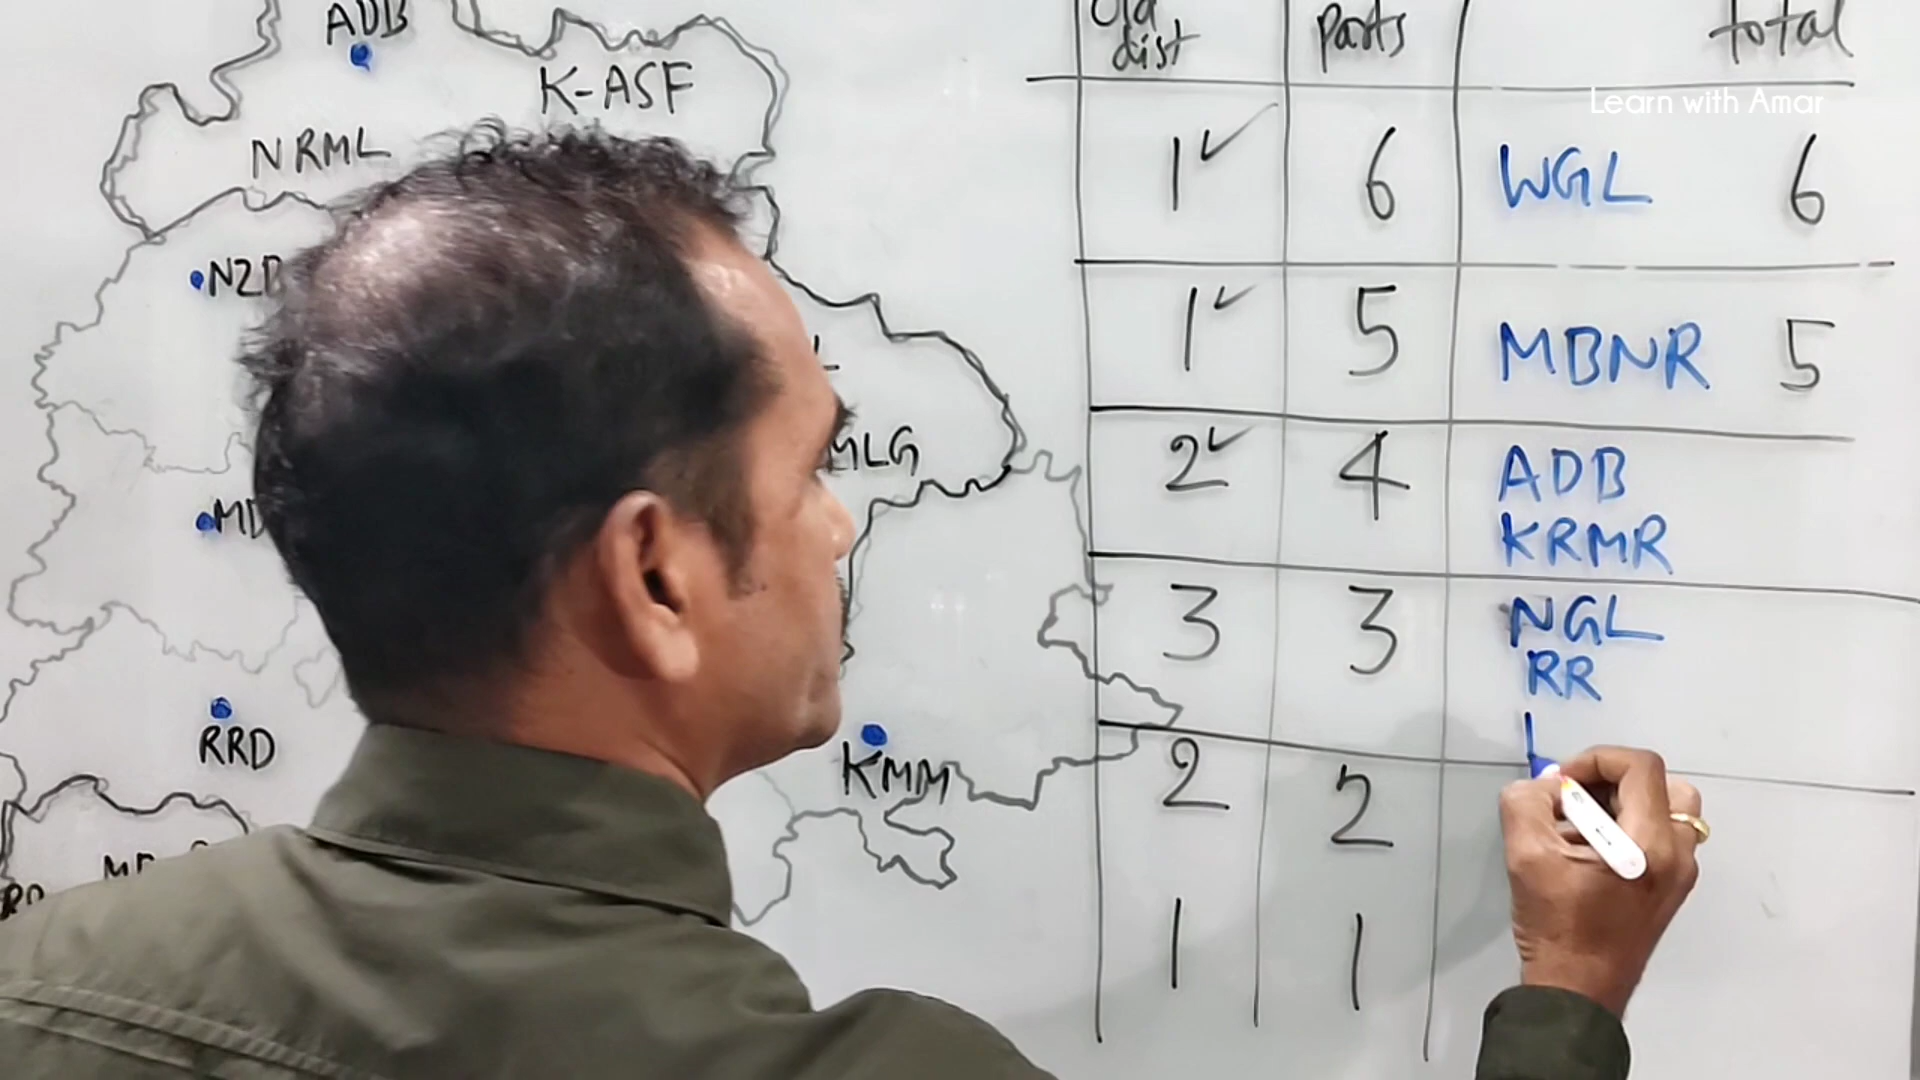 ADB
K-ASF
NRML
NZB
MLG
RRD
KMM
dist parts total
Learn with Amar
1✓ 6 WGL 6
1✓ 5 MBNR 5
2✓ 4 ADB
KRMR
3 3 NGL
RR
2 2
1 1